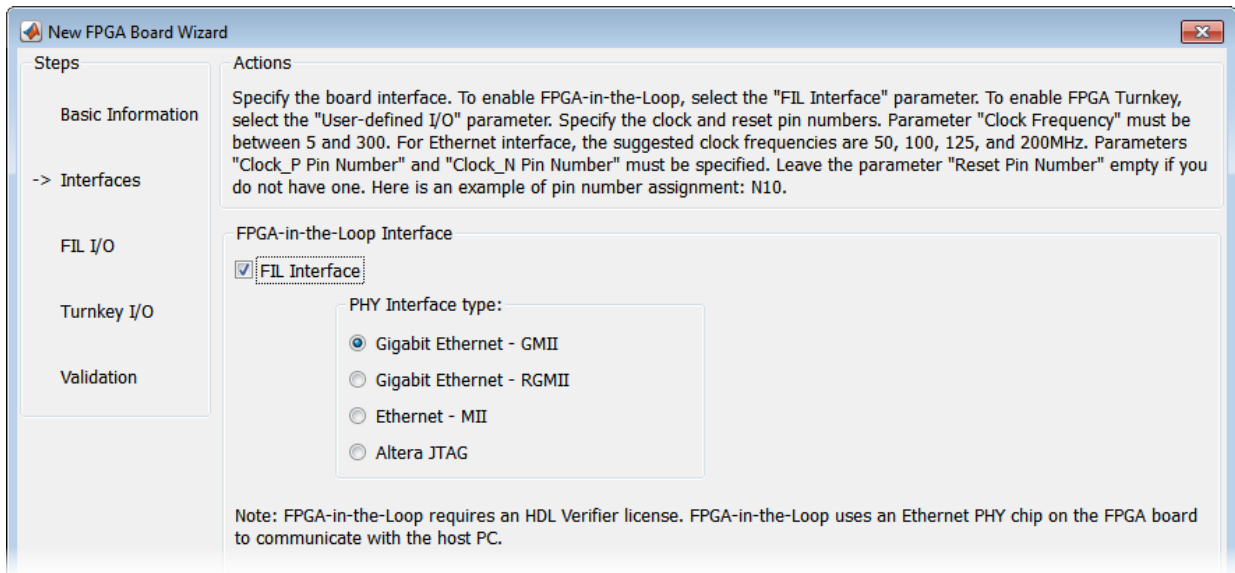 New FPGA Board Wizard
Steps
Basic Information
-> Interfaces
FIL I/O
Turnkey I/O
Validation
Actions
Specify the board interface. To enable FPGA-in-the-Loop, select the "FIL Interface" parameter. To enable FPGA Turnkey,
select the "User-defined I/O" parameter. Specify the clock and reset pin numbers. Parameter "Clock Frequency" must be
between 5 and 300. For Ethernet interface, the suggested clock frequencies are 50, 100, 125, and 200MHz. Parameters
"Clock_P Pin Number" and "Clock_N Pin Number" must be specified. Leave the parameter "Reset Pin Number" empty if you
do not have one. Here is an example of pin number assignment: N10.
FPGA-in-the-Loop Interface
FIL Interface
PHY Interface type:
Gigabit Ethernet - GMII
Gigabit Ethernet - RGMII
Ethernet - MII
Altera JTAG
Note: FPGA-in-the-Loop requires an HDL Verifier license. FPGA-in-the-Loop uses an Ethernet PHY chip on the FPGA board
to communicate with the host PC.